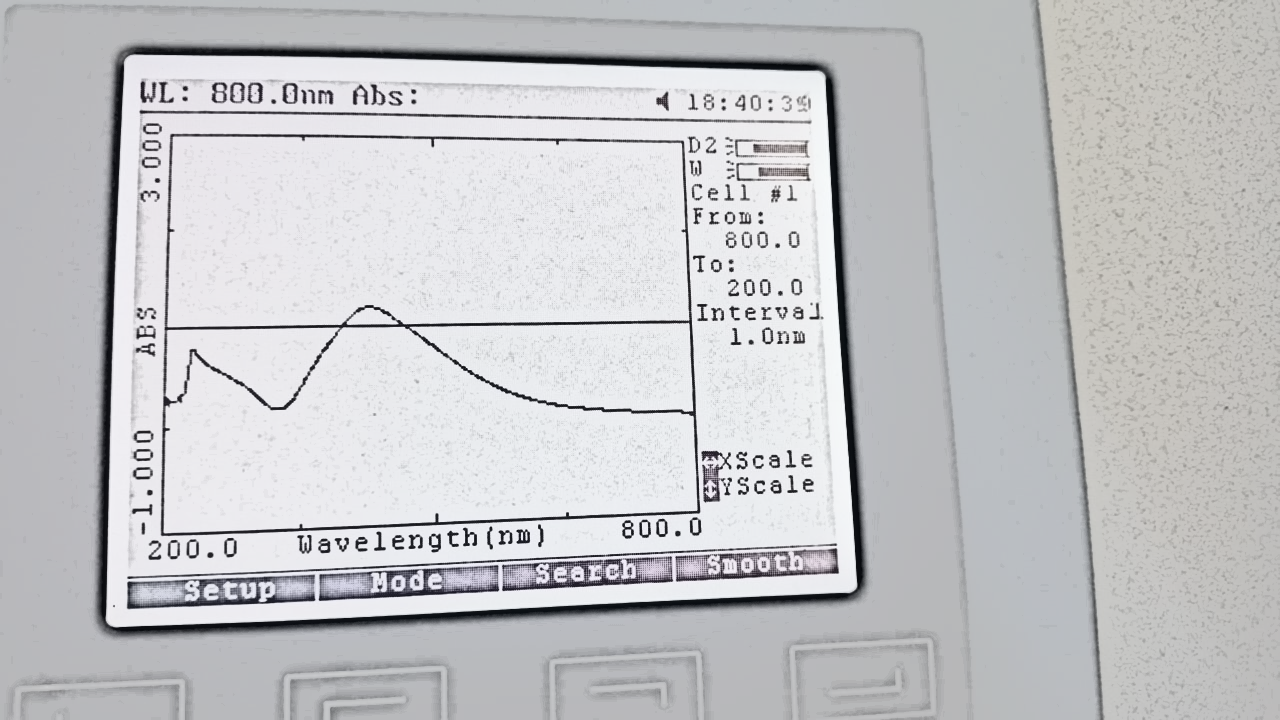 WL: 800.0nm Abs:
18:40:39
3.000
ABS
-1.000
D2
W
Cell #1
From:
800.0
To:
200.0
Interval
1.0nm
XScale
YScale
200.0 Wavelength(nm) 800.0
Setup Mode Search Smooth